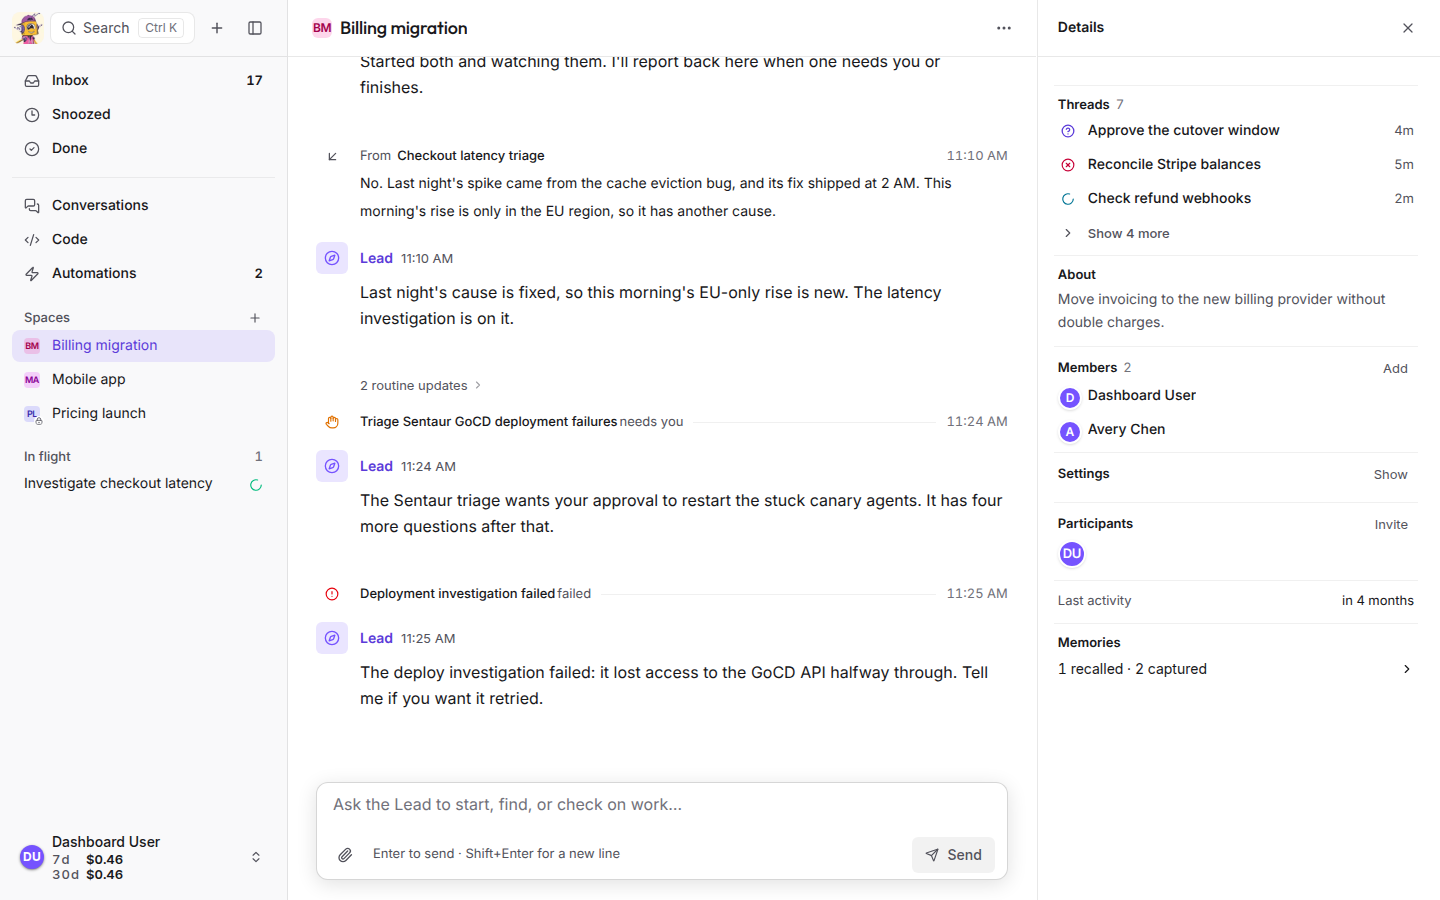 Search Ctrl K
Inbox 17
Snoozed
Done
Conversations
Code
Automations 2
Spaces
BM Billing migration
MA Mobile app
PL Pricing launch
In flight 1
Investigate checkout latency
DU Dashboard User
7d $0.46
30d $0.46
BM Billing migration
Started both and watching them. I'll report back here when one needs you or
finishes.
From Checkout latency triage 11:10 AM
No. Last night's spike came from the cache eviction bug, and its fix shipped at 2 AM. This
morning's rise is only in the EU region, so it has another cause.
Lead 11:10 AM
Last night's cause is fixed, so this morning's EU-only rise is new. The latency
investigation is on it.
2 routine updates
Triage Sentaur GoCD deployment failures needs you 11:24 AM
Lead 11:24 AM
The Sentaur triage wants your approval to restart the stuck canary agents. It has four
more questions after that.
Deployment investigation failed failed 11:25 AM
Lead 11:25 AM
The deploy investigation failed: it lost access to the GoCD API halfway through. Tell
me if you want it retried.
Ask the Lead to start, find, or check on work...
Enter to send · Shift+Enter for a new line
Send
Details
Threads 7
Approve the cutover window 4m
Reconcile Stripe balances 5m
Check refund webhooks 2m
Show 4 more
About
Move invoicing to the new billing provider without
double charges.
Members 2 Add
D Dashboard User
A Avery Chen
Settings Show
Participants Invite
DU
Last activity in 4 months
Memories
1 recalled · 2 captured